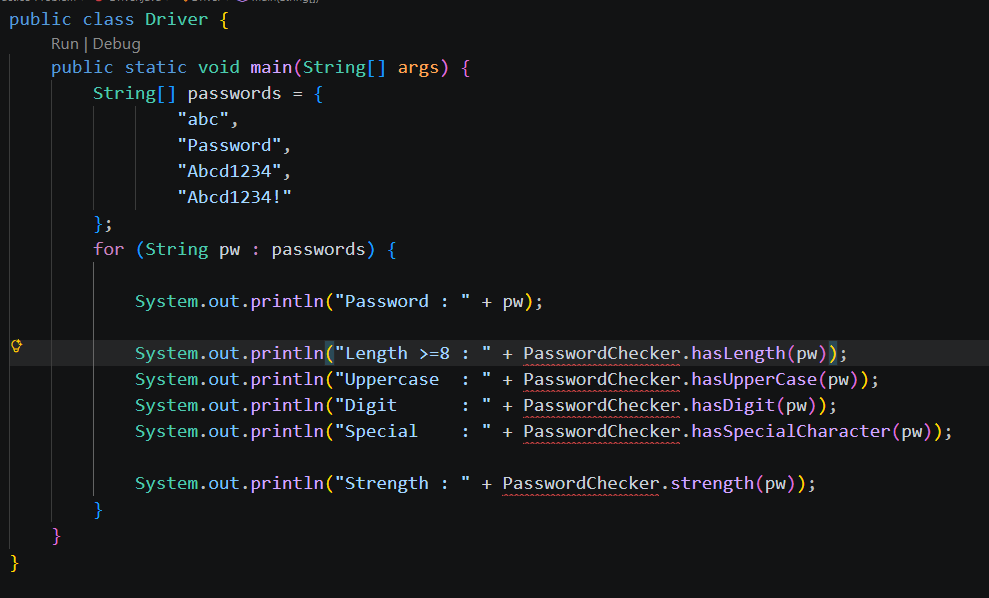 public class Driver {
Run | Debug
public static void main(String[] args) {
String[] passwords = {
"abc",
"Password",
"Abcd1234",
"Abcd1234!"
};
for (String pw : passwords) {
System.out.println("Password : " + pw);
System.out.println("Length >=8 : " + PasswordChecker.hasLength(pw));
System.out.println("Uppercase  : " + PasswordChecker.hasUpperCase(pw));
System.out.println("Digit      : " + PasswordChecker.hasDigit(pw));
System.out.println("Special    : " + PasswordChecker.hasSpecialCharacter(pw));
System.out.println("Strength : " + PasswordChecker.strength(pw));
}
}
}